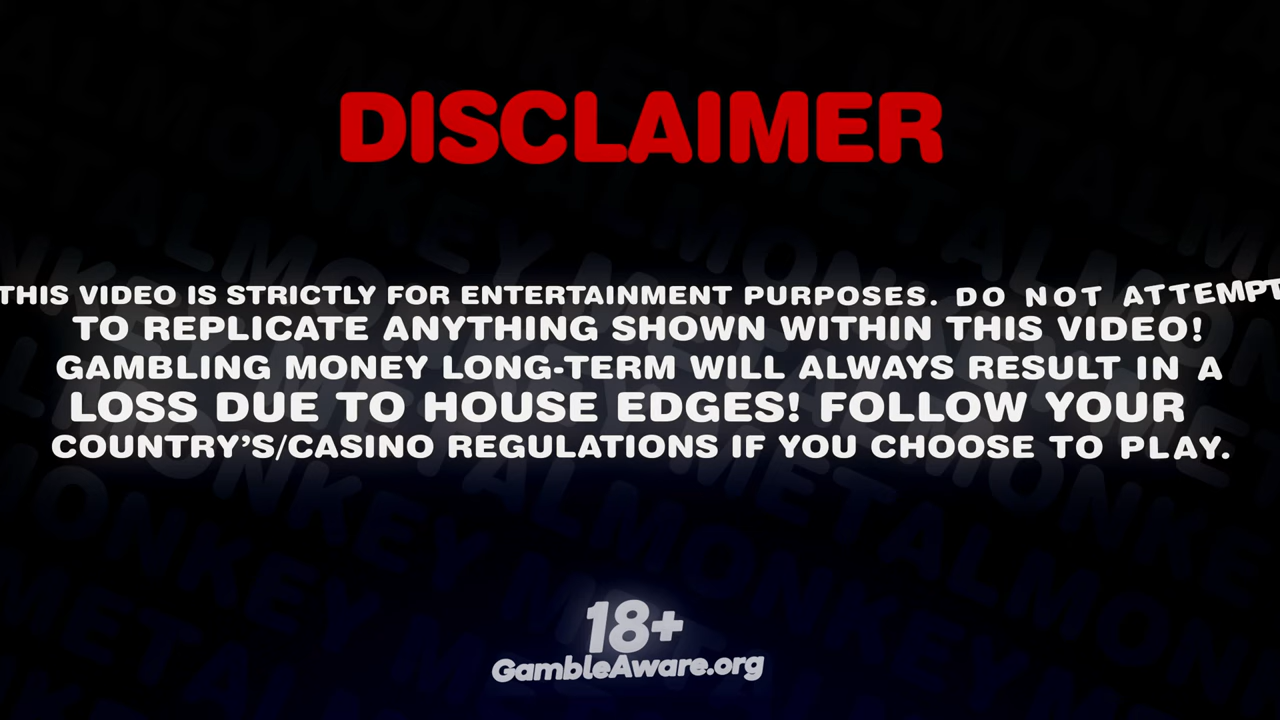 DISCLAIMER
THIS VIDEO IS STRICTLY FOR ENTERTAINMENT PURPOSES. DO NOT ATTEMPT
TO REPLICATE ANYTHING SHOWN WITHIN THIS VIDEO!
GAMBLING MONEY LONG-TERM WILL ALWAYS RESULT IN A
LOSS DUE TO HOUSE EDGES! FOLLOW YOUR
COUNTRY'S/CASINO REGULATIONS IF YOU CHOOSE TO PLAY.
18+
GambleAware.org